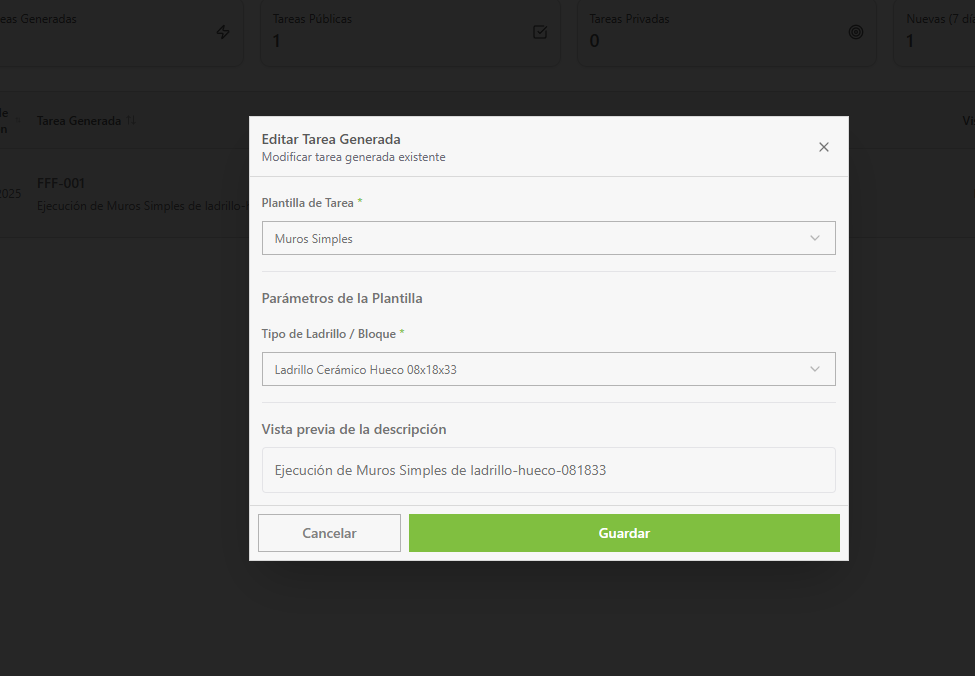 eas Generadas
Tareas Públicas
1
Tareas Privadas
0
Nuevas (7 día
1
de
n
Tarea Generada
Vi
2025
FFF-001
Ejecución de Muros Simples de ladrillo-h
Editar Tarea Generada
Modificar tarea generada existente
Plantilla de Tarea *
Muros Simples
Parámetros de la Plantilla
Tipo de Ladrillo / Bloque *
Ladrillo Cerámico Hueco 08x18x33
Vista previa de la descripción
Ejecución de Muros Simples de ladrillo-hueco-081833
Cancelar
Guardar